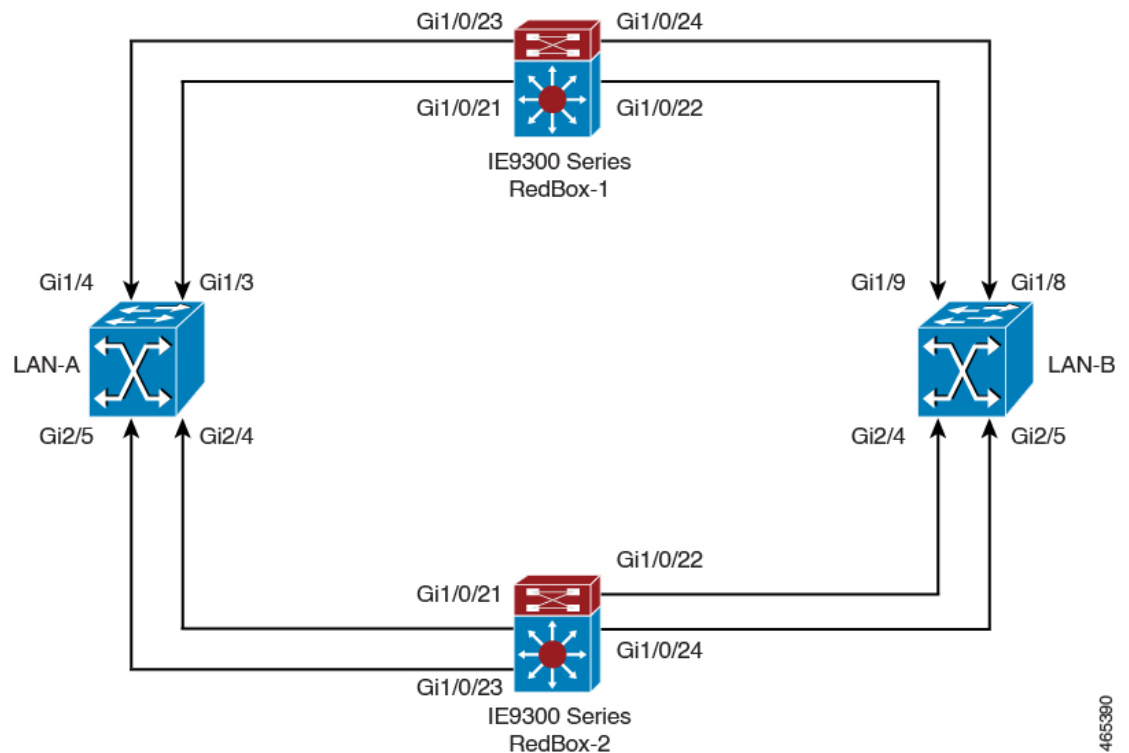 Gi1/0/23
Gi1/0/24
Gi1/0/21
Gi1/0/22
IE9300 Series
RedBox-1
Gi1/4
Gi1/3
Gi1/9
Gi1/8
LAN-A
LAN-B
Gi2/5
Gi2/4
Gi2/4
Gi2/5
Gi1/0/22
Gi1/0/21
Gi1/0/24
Gi1/0/23
IE9300 Series
RedBox-2
465390